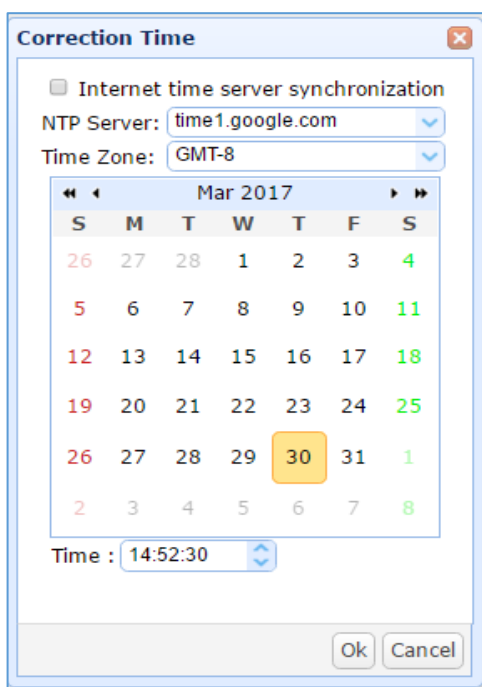 Correction Time
Internet time server synchronization
NTP Server: time1.google.com
Time Zone: GMT-8
Mar 2017
S M T W T F S
26 27 28 1 2 3 4
5 6 7 8 9 10 11
12 13 14 15 16 17 18
19 20 21 22 23 24 25
26 27 28 29 30 31 1
2 3 4 5 6 7 8
Time : 14:52:30
Ok Cancel